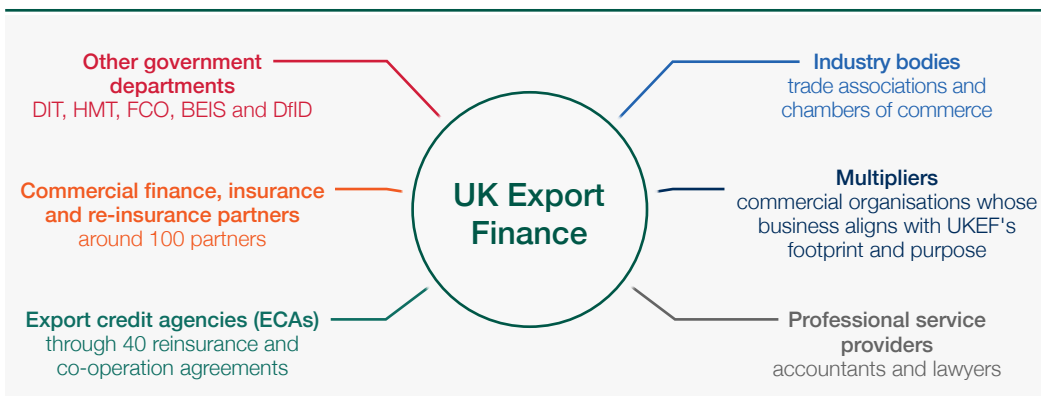 Other government
departments
DIT, HMT, FCO, BEIS and DfID
Commercial finance, insurance
and re-insurance partners
around 100 partners
Export credit agencies (ECAs)
through 40 reinsurance and
co-operation agreements
UK Export
Finance
Industry bodies
trade associations and
chambers of commerce
Multipliers
commercial organisations whose
business aligns with UKEF's
footprint and purpose
Professional service
providers
accountants and lawyers